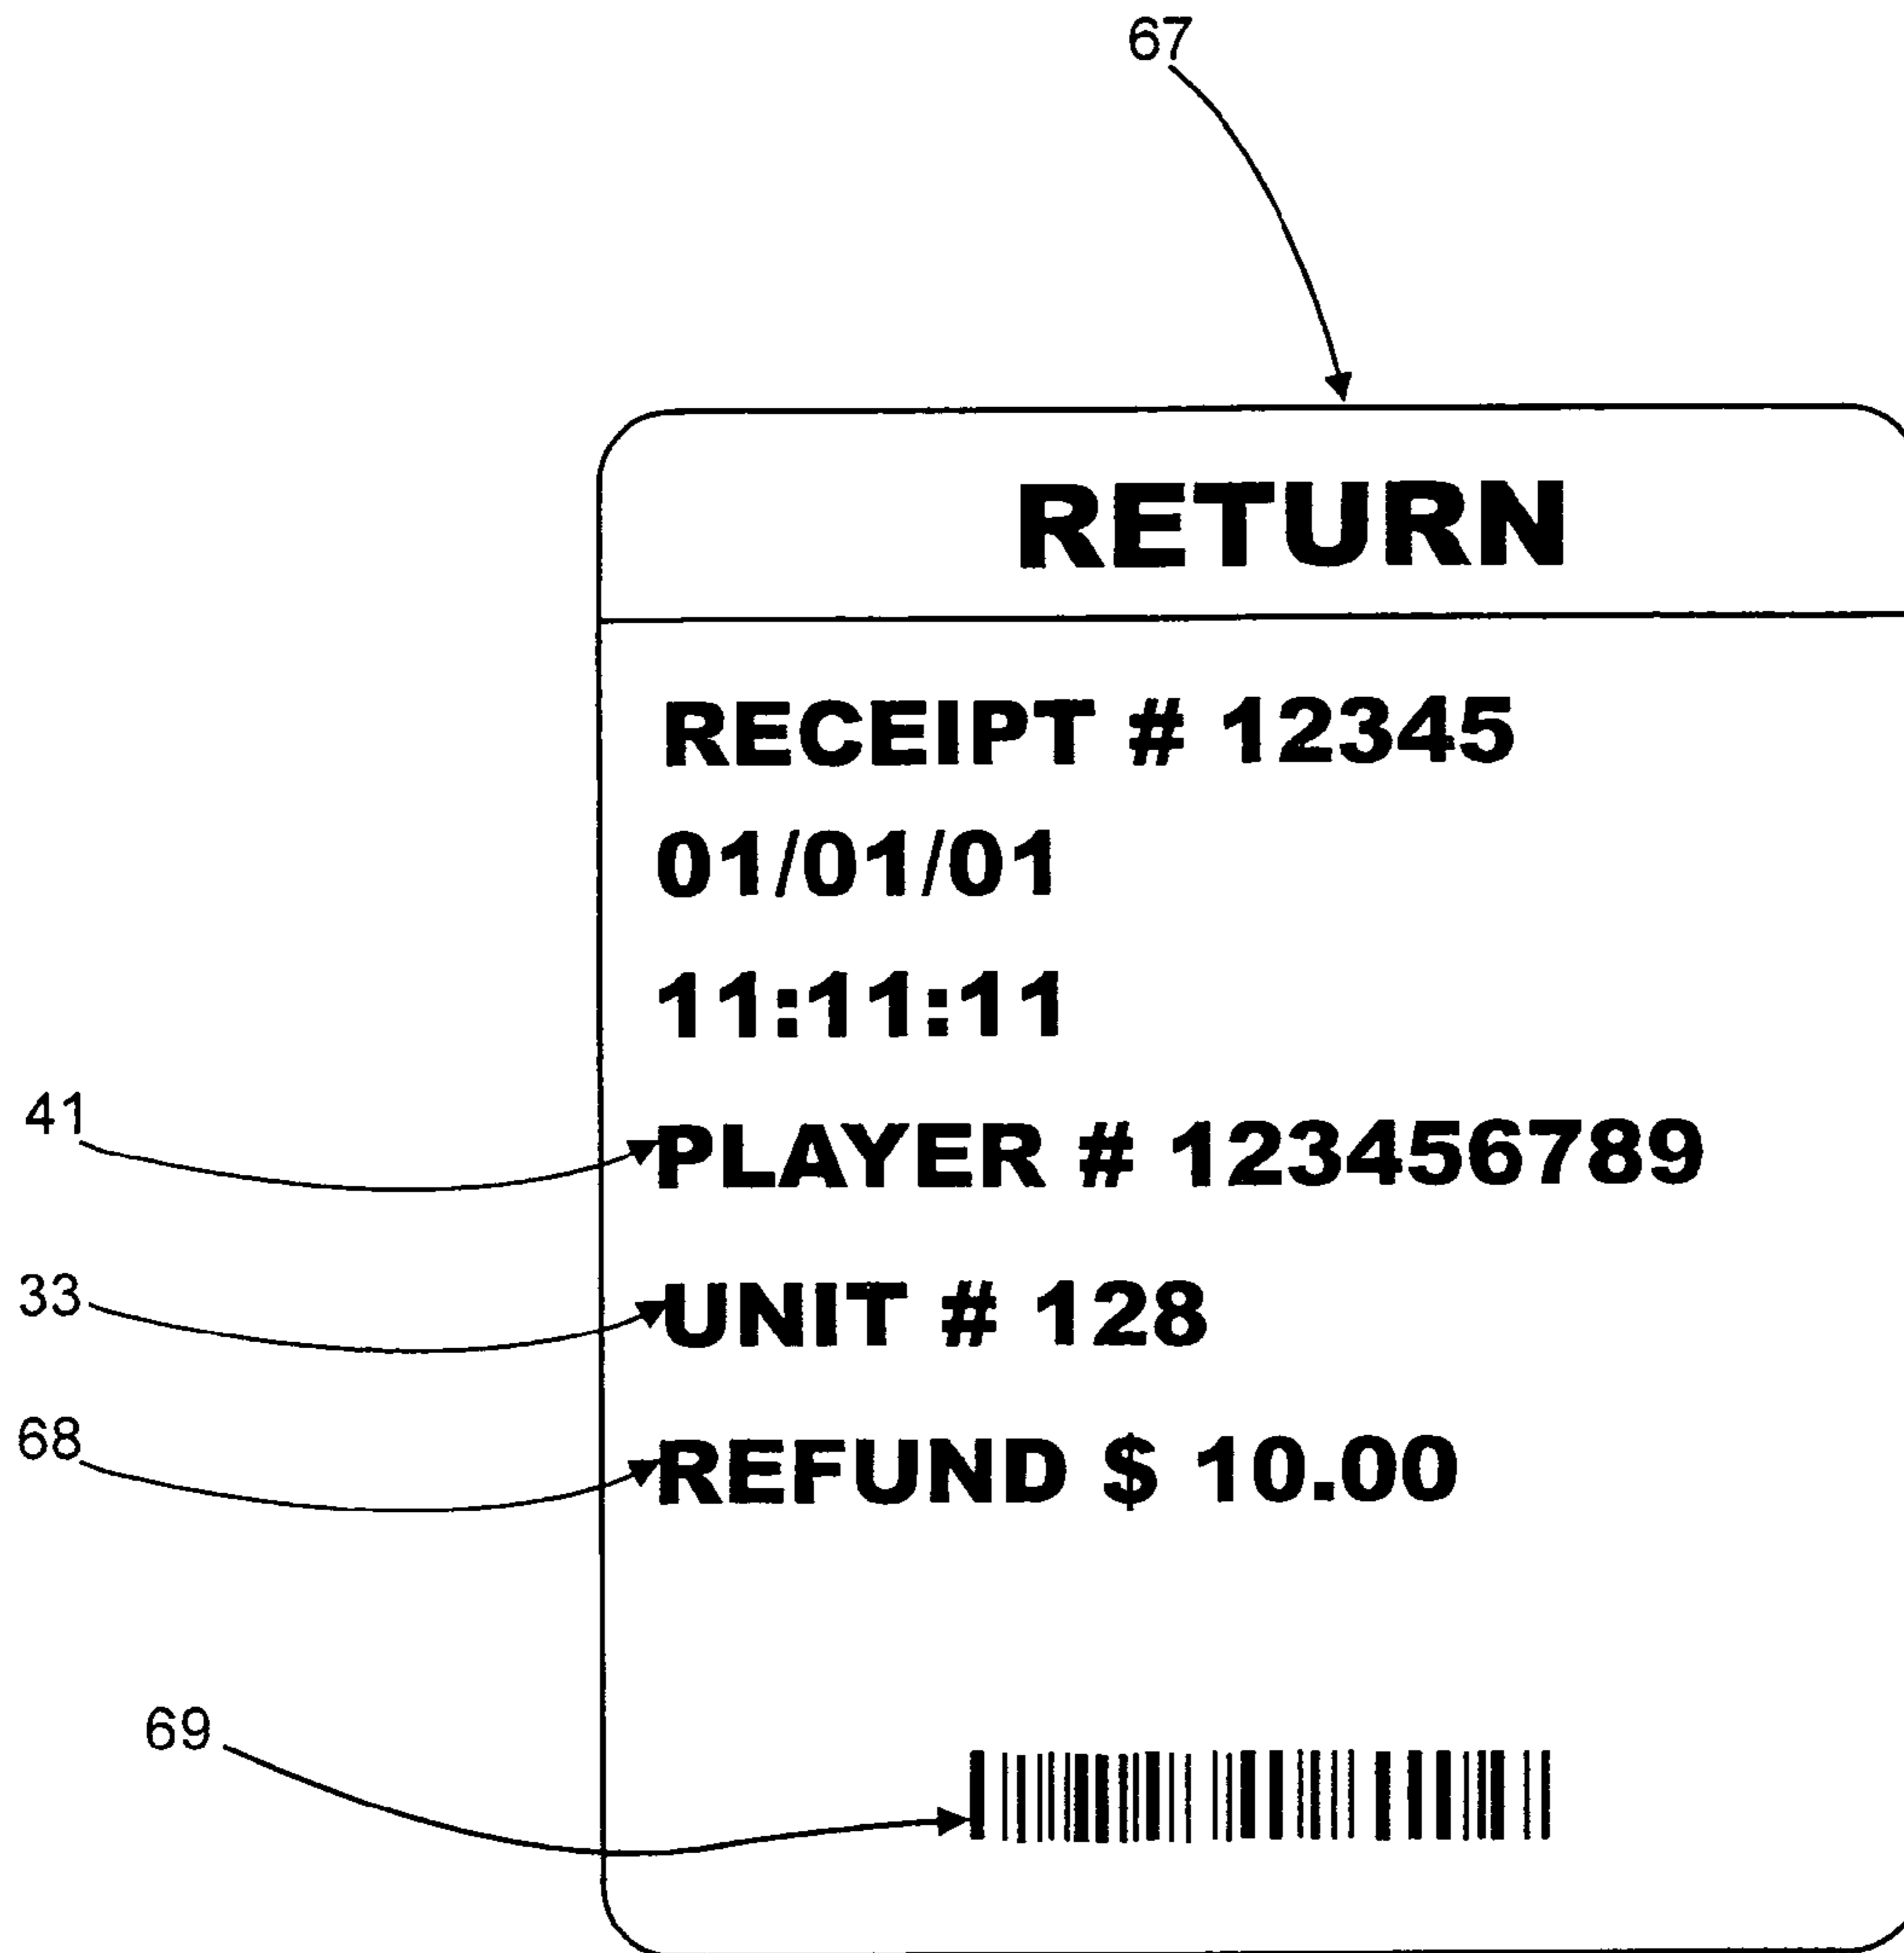 67
RETURN
RECEIPT # 12345
01/01/01
11:11:11
41
PLAYER # 123456789
33
UNIT # 128
68
REFUND $ 10.00
69